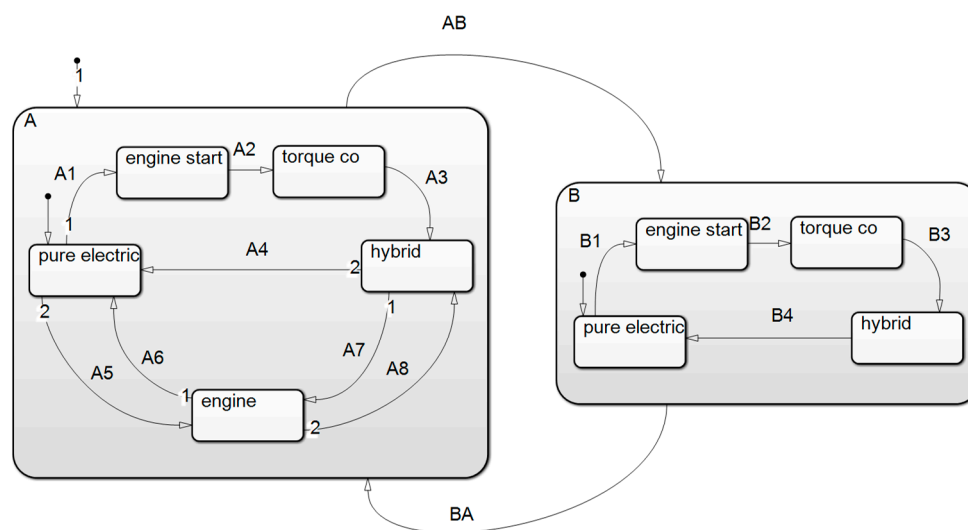 AB
1
A
engine start
A2
torque co
A1
A3
1
pure electric
A4
2
hybrid
2
1
A5
A6
A7
A8
1
engine
2
B
engine start
B2
torque co
B1
B3
pure electric
B4
hybrid
BA